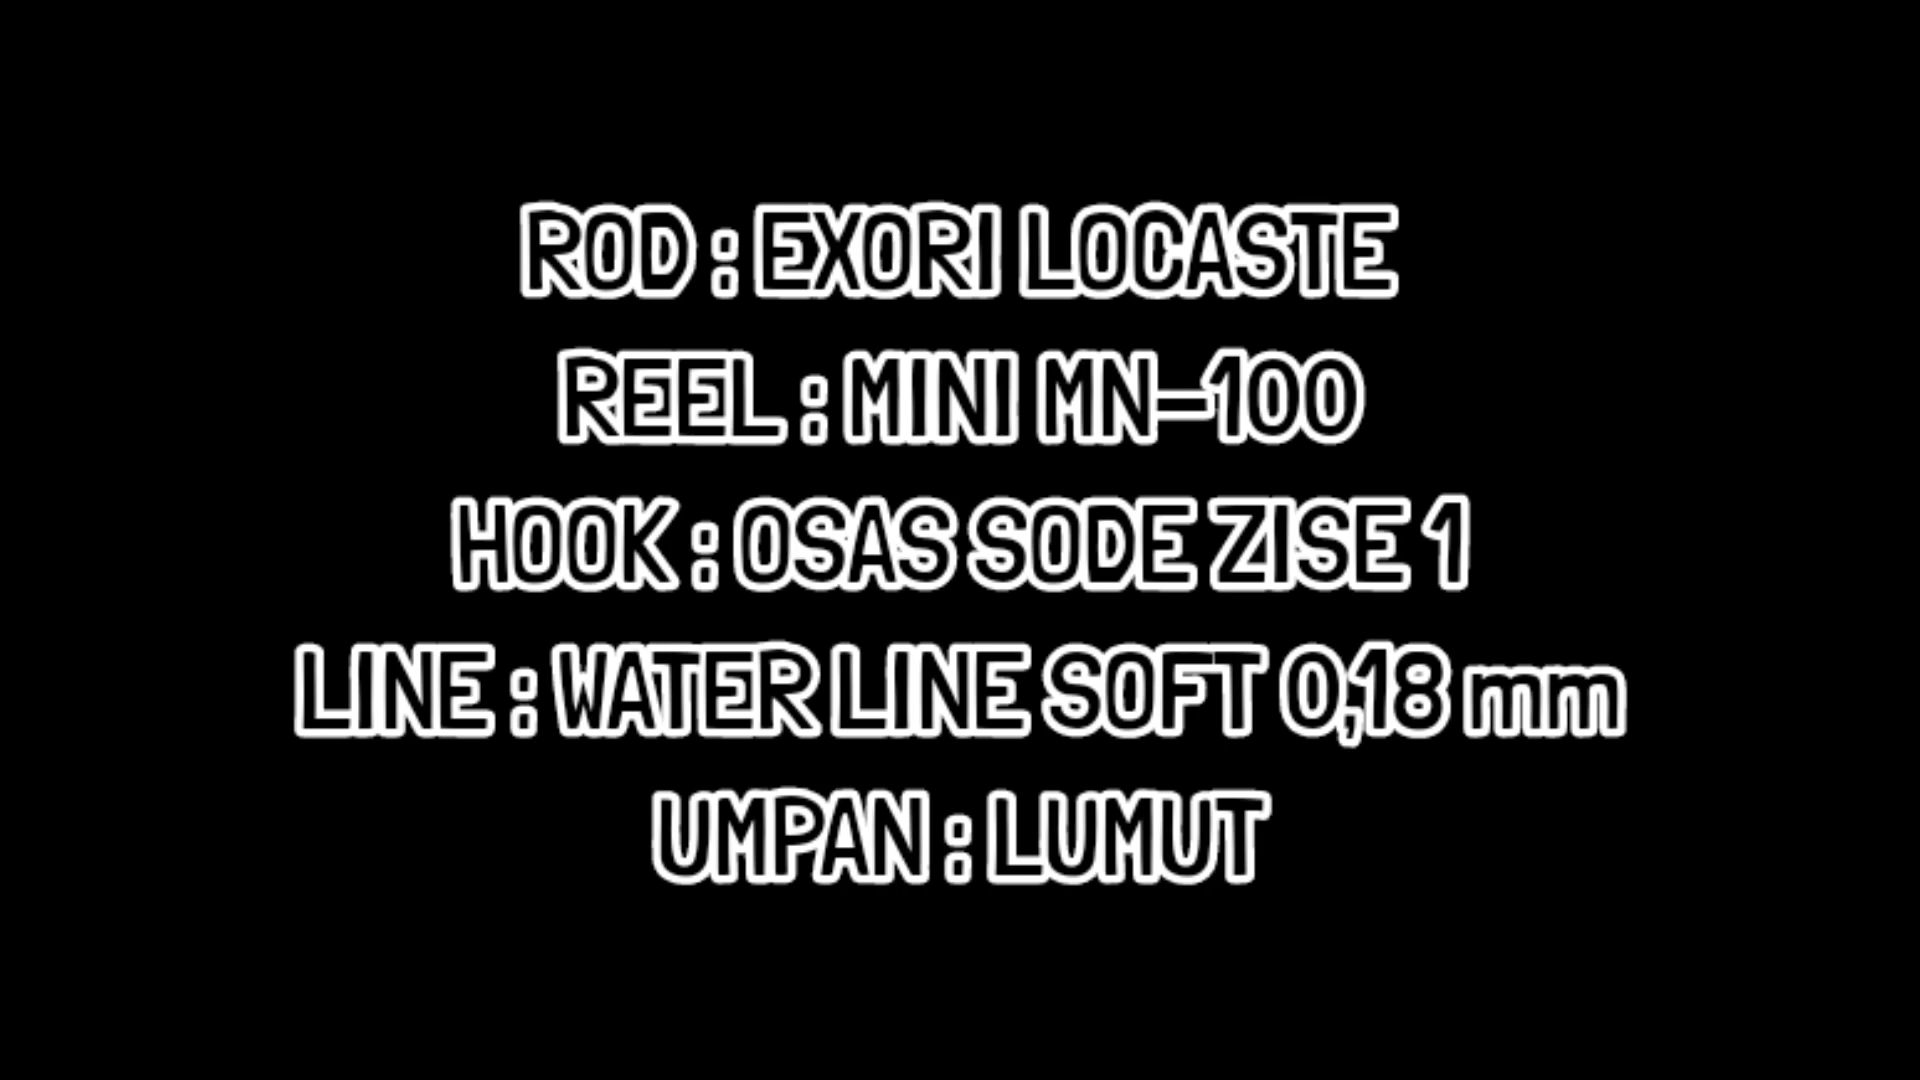 ROD : EXORI LOCASTE
REEL : MINI MN-100
HOOK : OSAS SODE ZISE 1
LINE : WATER LINE SOFT 0,18 mm
UMPAN : LUMUT